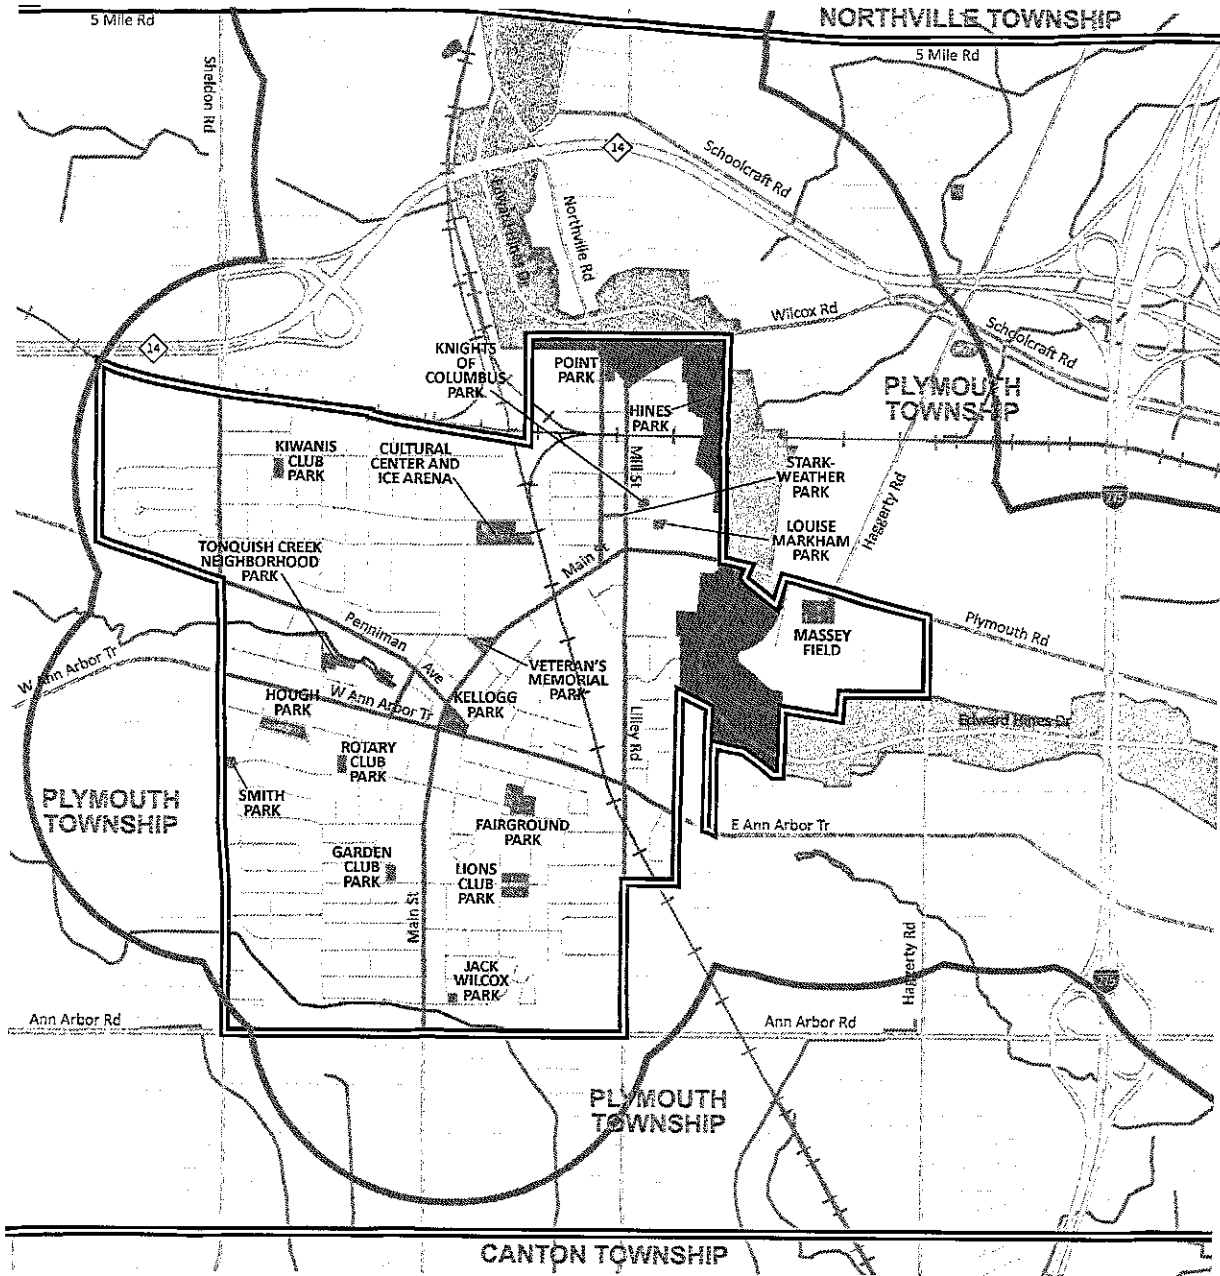 NORTHVILLE TOWNSHIP
5 Mile Rd
5 Mile Rd
Sheldon Rd
14
Schoolcraft Rd
Edward Hines Dr
Northville Rd
Wilcox Rd
Schoolcraft Rd
14
KNIGHTS
OF
COLUMBUS
PARK
POINT
PARK
PLYMOUTH
TOWNSHIP
HINES
PARK
KIWANIS
CLUB
PARK
CULTURAL
CENTER AND
ICE ARENA
Mill St
STARK-
WEATHER
PARK
Haggerty Rd
275
LOUISE
MARKHAM
PARK
TONQUISH CREEK
NEIGHBORHOOD
PARK
Main St
Penniman
Ave
MASSEY
FIELD
Plymouth Rd
W Ann Arbor Tr
VETERAN'S
MEMORIAL
PARK
HOUGH
PARK
W Ann Arbor Tr
KELLOGG
PARK
Lilley Rd
Edward Hines Dr
ROTARY
CLUB
PARK
SMITH
PARK
PLYMOUTH
TOWNSHIP
FAIRGROUND
PARK
E Ann Arbor Tr
GARDEN
CLUB
PARK
LIONS
CLUB
PARK
Main St
Haggerty Rd
JACK
WILCOX
PARK
275
Ann Arbor Rd
Ann Arbor Rd
PLYMOUTH
TOWNSHIP
CANTON TOWNSHIP